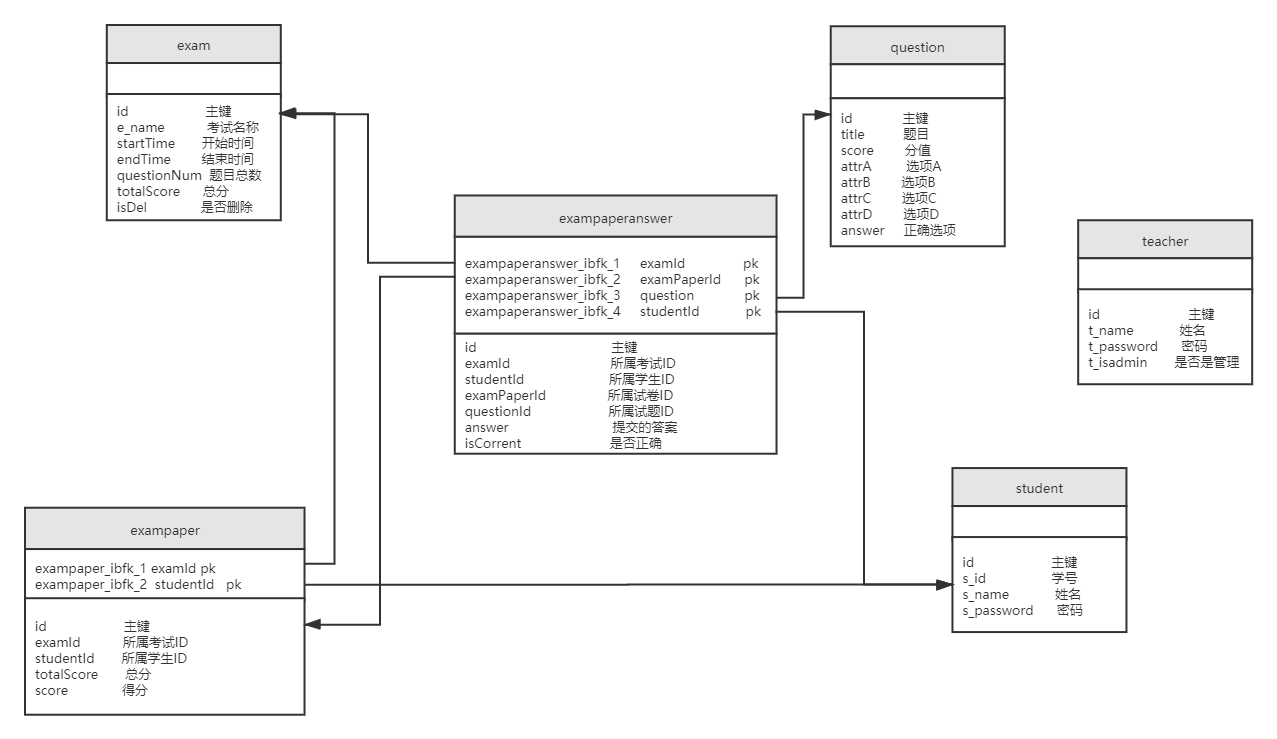 exam
id 主键
e_name 考试名称
startTime 开始时间
endTime 结束时间
questionNum 题目总数
totalScore 总分
isDel 是否删除
question
id 主键
title 题目
score 分值
attrA 选项A
attrB 选项B
attrC 选项C
attrD 选项D
answer 正确选项
exampaperanswer
exampaperanswer_ibfk_1 examId pk
exampaperanswer_ibfk_2 examPaperId pk
exampaperanswer_ibfk_3 question pk
exampaperanswer_ibfk_4 studentId pk
id 主键
examId 所属考试ID
studentId 所属学生ID
examPaperId 所属试卷ID
questionId 所属试题ID
answer 提交的答案
isCorrent 是否正确
teacher
id 主键
t_name 姓名
t_password 密码
t_isadmin 是否是管理
exampaper
exampaper_ibfk_1 examId pk
exampaper_ibfk_2 studentId pk
id 主键
examId 所属考试ID
studentId 所属学生ID
totalScore 总分
score 得分
student
id 主键
s_id 学号
s_name 姓名
s_password 密码